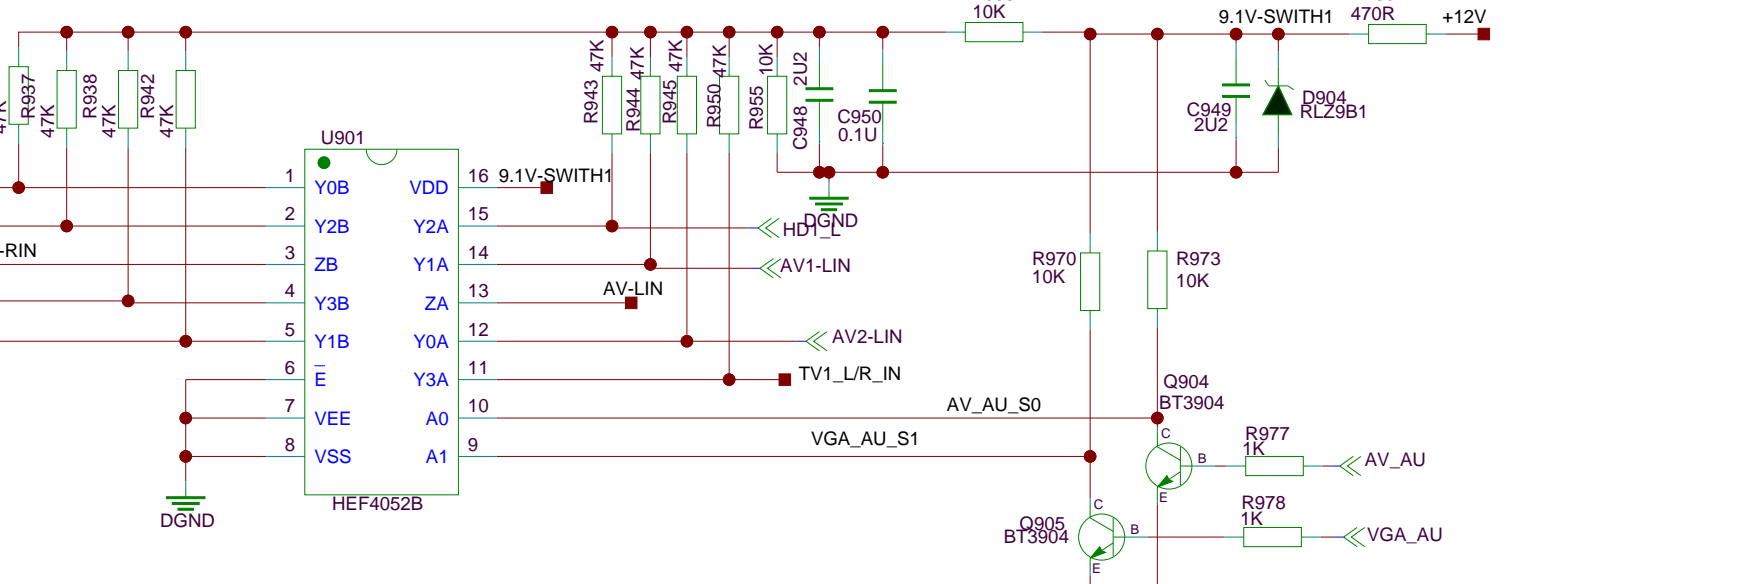 10K
9.1V-SWITH1
470R
+12V
R937
47K
R938
47K
R942
47K
R943
47K
R944
47K
R945
47K
R950
47K
R955
10K
C948
2U2
C950
0.1U
C949
2U2
D904
RLZ9B1
DGND
U901
1
Y0B
2
Y2B
3
ZB
4
Y3B
5
Y1B
6
E
7
VEE
8
VSS
VDD
16
9.1V-SWITH1
Y2A
15
HD1_L
Y1A
14
AV1-LIN
ZA
13
AV-LIN
Y0A
12
AV2-LIN
Y3A
11
TV1_L/R_IN
A0
10
AV_AU_S0
A1
9
VGA_AU_S1
HEF4052B
DGND
-RIN
R970
10K
R973
10K
Q904
BT3904
C
B
E
R977
1K
AV_AU
Q905
BT3904
C
B
E
R978
1K
VGA_AU